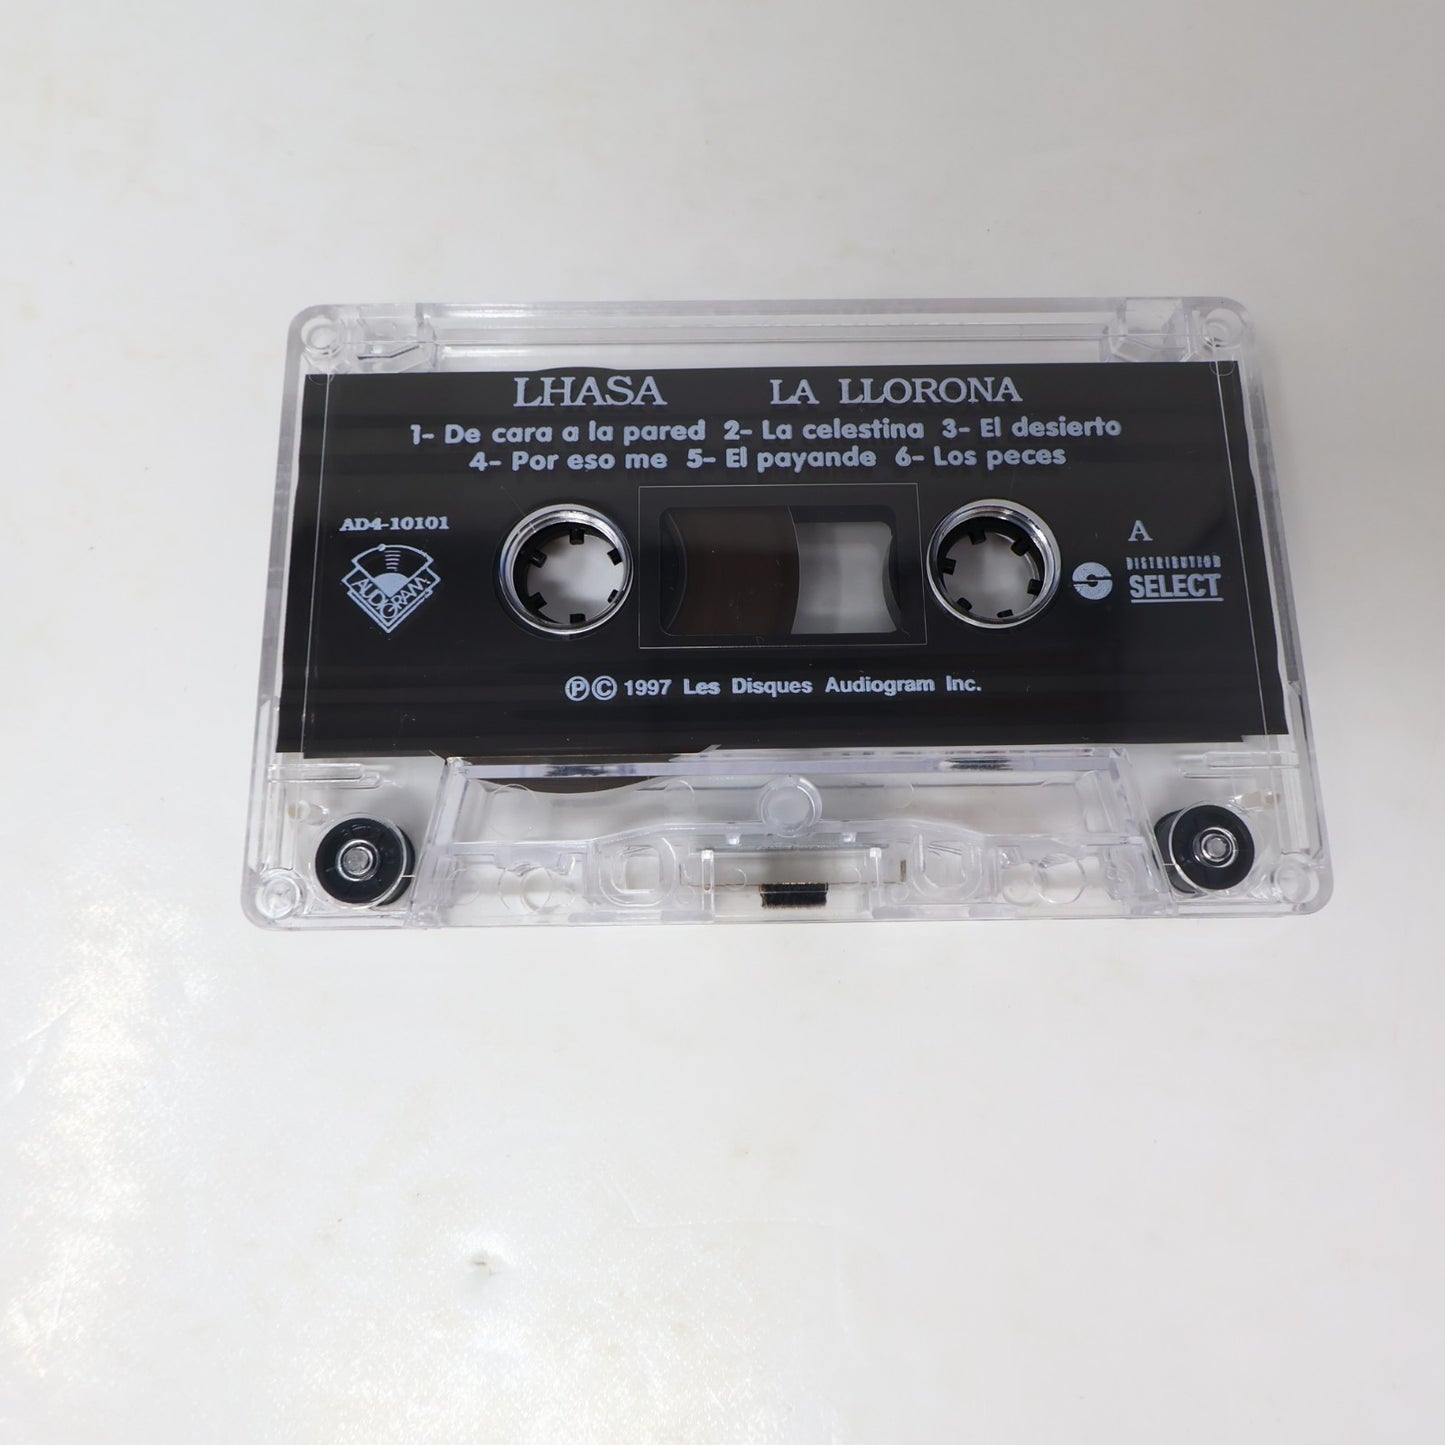 LHASA LA LLORONA
1- De cara a la pared 2- La celestina 3- El desierto
4- Por eso me 5- El payande 6- Los peces
AD4-10101
AUDIOGRAM
A
DISTRIBUTION
SELECT
ⓅⒸ 1997 Les Disques Audiogram Inc.